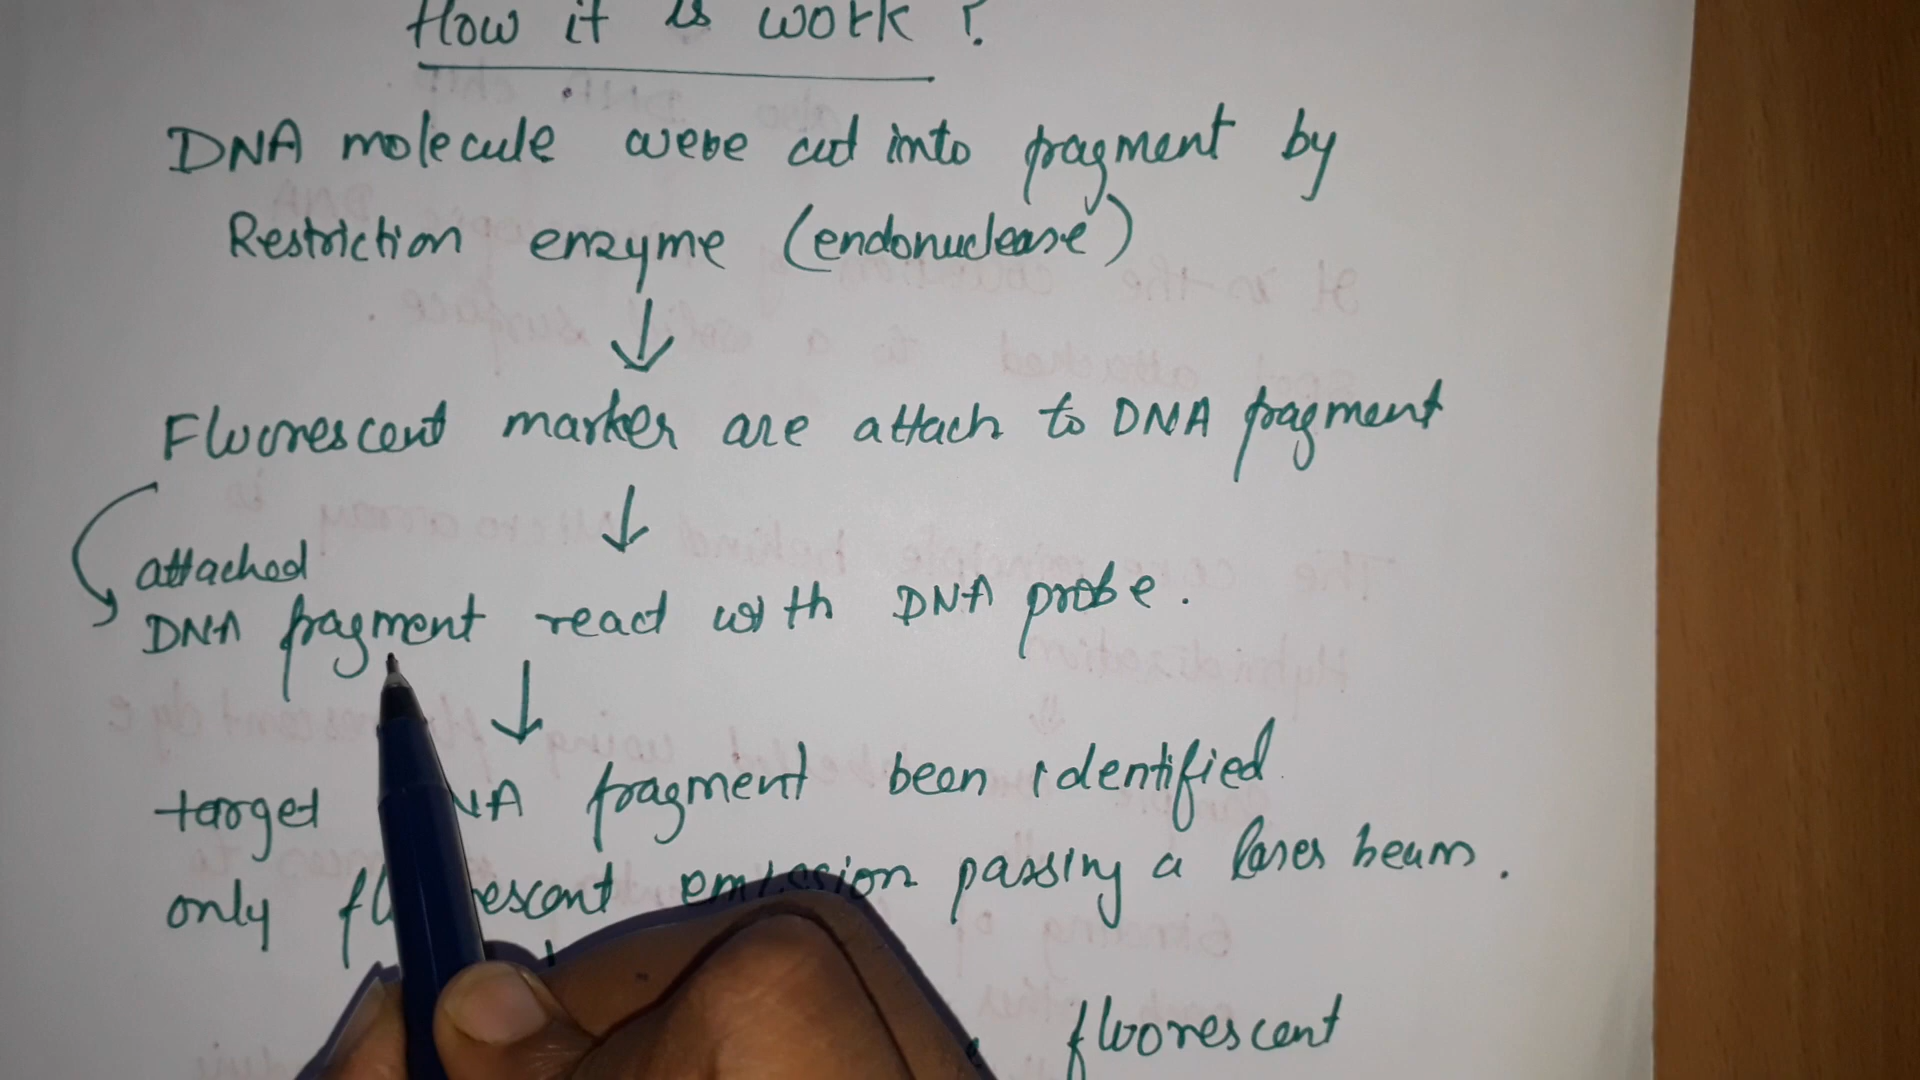 How it is work ?
DNA molecule were cut into fragment by
Restriction enzyme (endonuclease)
Fluorescent marker are attach to DNA fragment
attached
DNA fragment react with DNA probe.
target fragment been identified
only emission passing a laser beam.
fluorescent